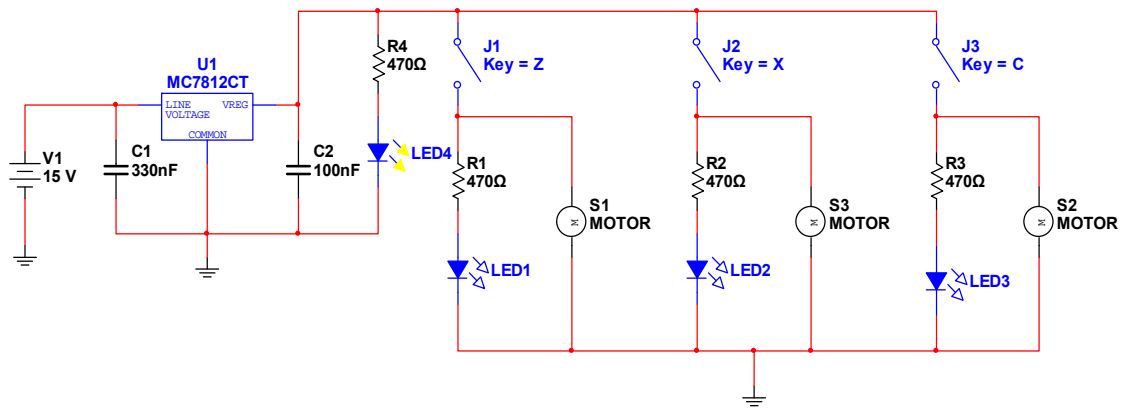 U1
MC7812CT
LINE VREG
VOLTAGE
COMMON
V1
15 V
C1
330nF
C2
100nF
R4
470Ω
LED4
J1
Key = Z
R1
470Ω
LED1
S1
M
MOTOR
J2
Key = X
R2
470Ω
LED2
S3
M
MOTOR
J3
Key = C
R3
470Ω
LED3
S2
M
MOTOR